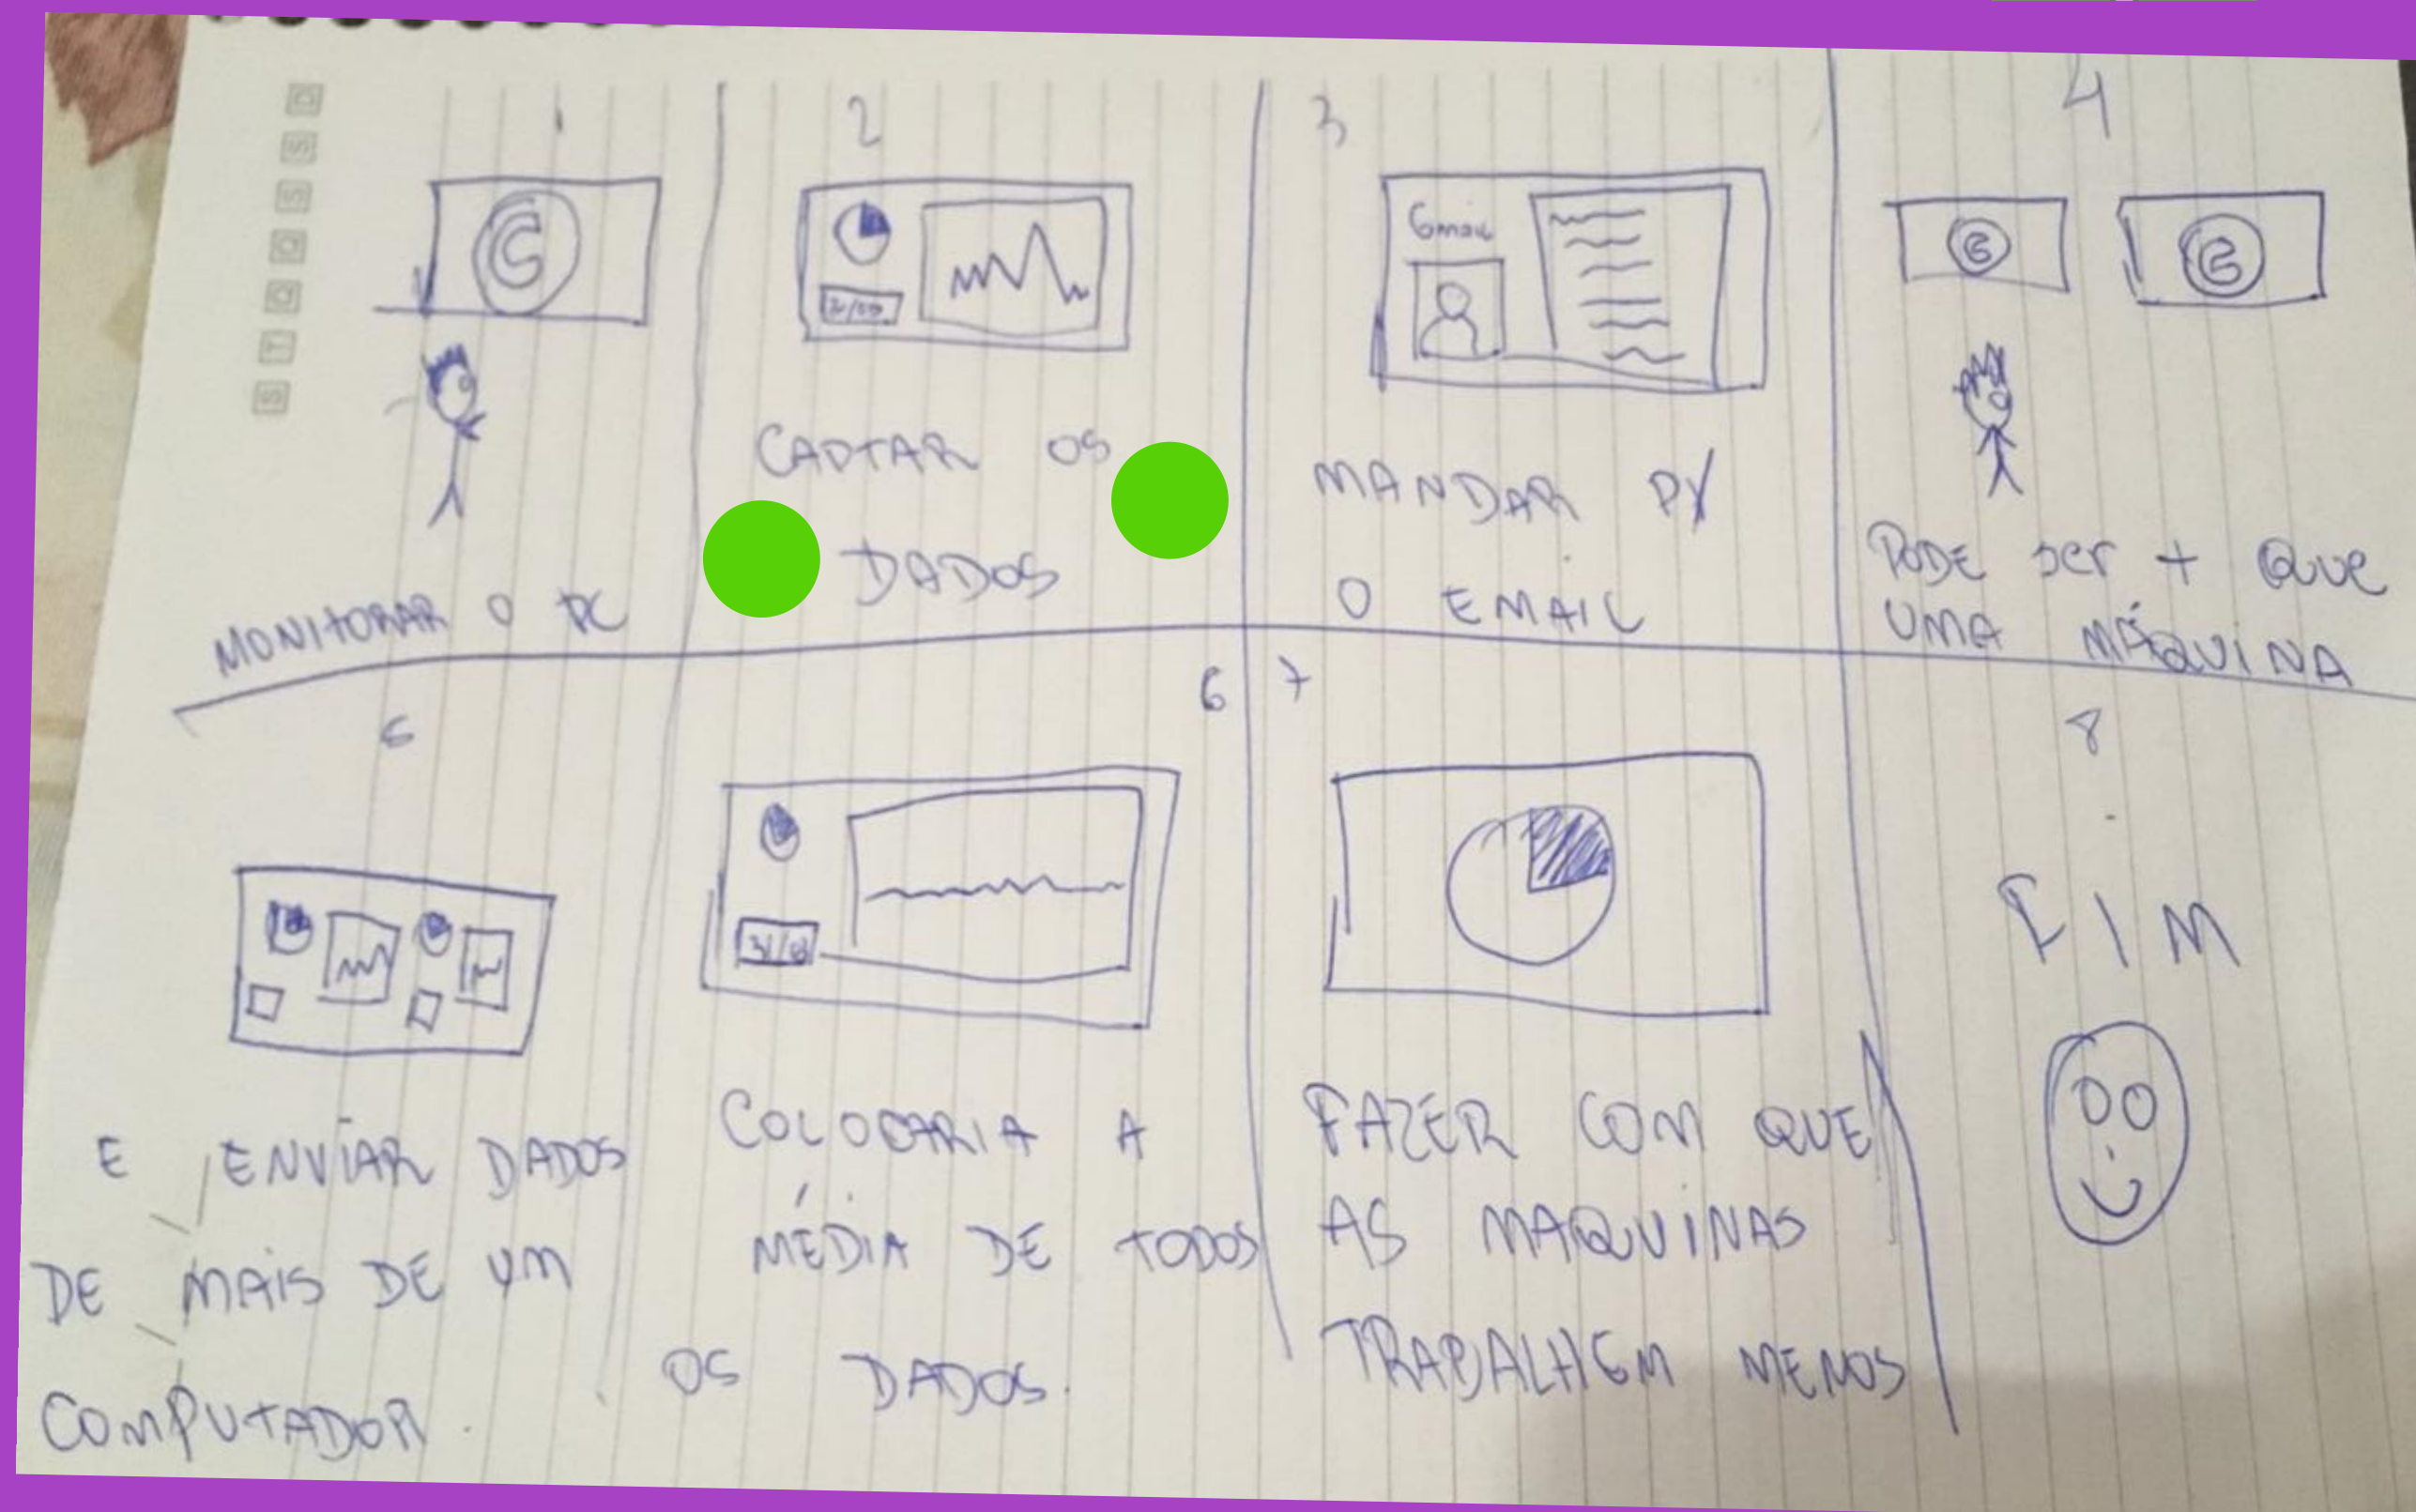 1
MONITORAR O PC
2
31/05
CAPTAR OS
DADOS
3
Gmail
MANDAR P/
O EMAIL
4
PODE ser + QUE
UMA MÁQUINA
E ENVIAR DADOS
DE MAIS DE UM
COMPUTADOR.
6
COLOCARIA A
MÉDIA DE TODOS
OS DADOS.
7
FAZER COM QUE
AS MAQUINAS
TRABALHEM MENOS
8
FIM